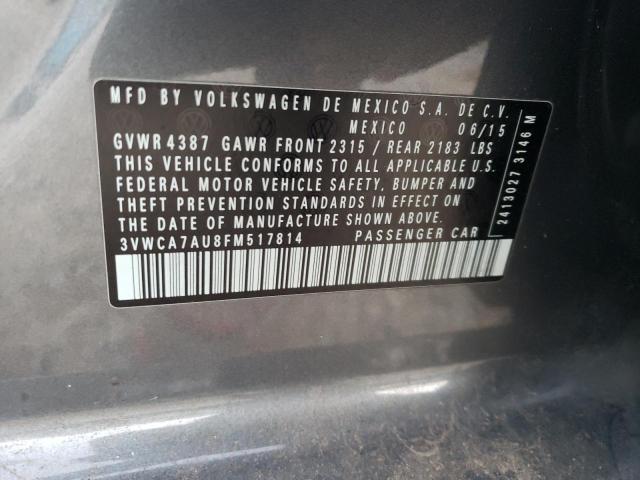 MFD BY VOLKSWAGEN DE MEXICO S.A. DE C.V.
MEXICO 06/15
GVWR 4387 GAWR FRONT 2315 / REAR 2183 LBS
THIS VEHICLE CONFORMS TO ALL APPLICABLE U.S.
FEDERAL MOTOR VEHICLE SAFETY, BUMPER AND
THEFT PREVENTION STANDARDS IN EFFECT ON
THE DATE OF MANUFACTURE SHOWN ABOVE.
3VWCA7AU8FM517814 PASSENGER CAR
2413027 3146 M